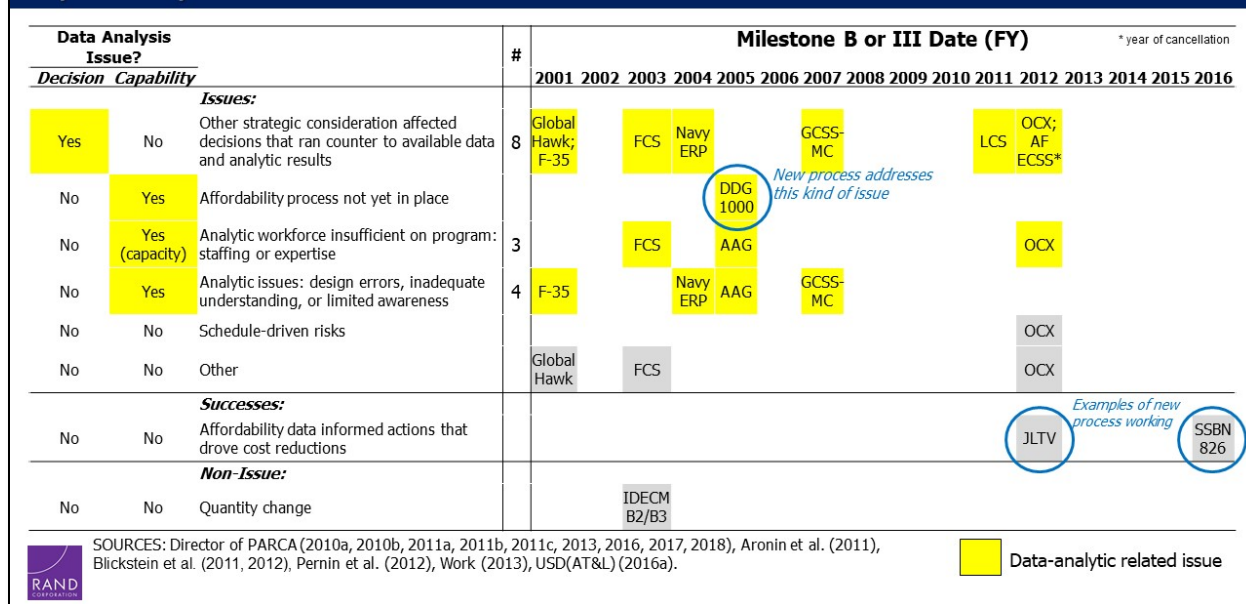 Data Analysis
Issue?
Decision Capability
#
Milestone B or III Date (FY)
* year of cancellation
2001 2002 2003 2004 2005 2006 2007 2008 2009 2010 2011 2012 2013 2014 2015 2016
Issues:
Yes
No
Other strategic consideration affected
decisions that ran counter to available data
and analytic results
8
Global
Hawk;
F-35
FCS
Navy
ERP
GCSS-
MC
LCS
OCX;
AF
ECSS*
No
Yes
Affordability process not yet in place
DDG
1000
New process addresses
this kind of issue
No
Yes
(capacity)
Analytic workforce insufficient on program:
staffing or expertise
3
FCS
AAG
OCX
No
Yes
Analytic issues: design errors, inadequate
understanding, or limited awareness
4
F-35
Navy
ERP
AAG
GCSS-
MC
No
No
Schedule-driven risks
OCX
No
No
Other
Global
Hawk
FCS
OCX
Successes:
No
No
Affordability data informed actions that
drove cost reductions
JLTV
Examples of new
process working
SSBN
826
Non-Issue:
No
No
Quantity change
IDECM
B2/B3
RAND
CORPORATION
SOURCES: Director of PARCA (2010a, 2010b, 2011a, 2011b, 2011c, 2013, 2016, 2017, 2018), Aronin et al. (2011),
Blickstein et al. (2011, 2012), Pernin et al. (2012), Work (2013), USD(AT&L) (2016a).
Data-analytic related issue